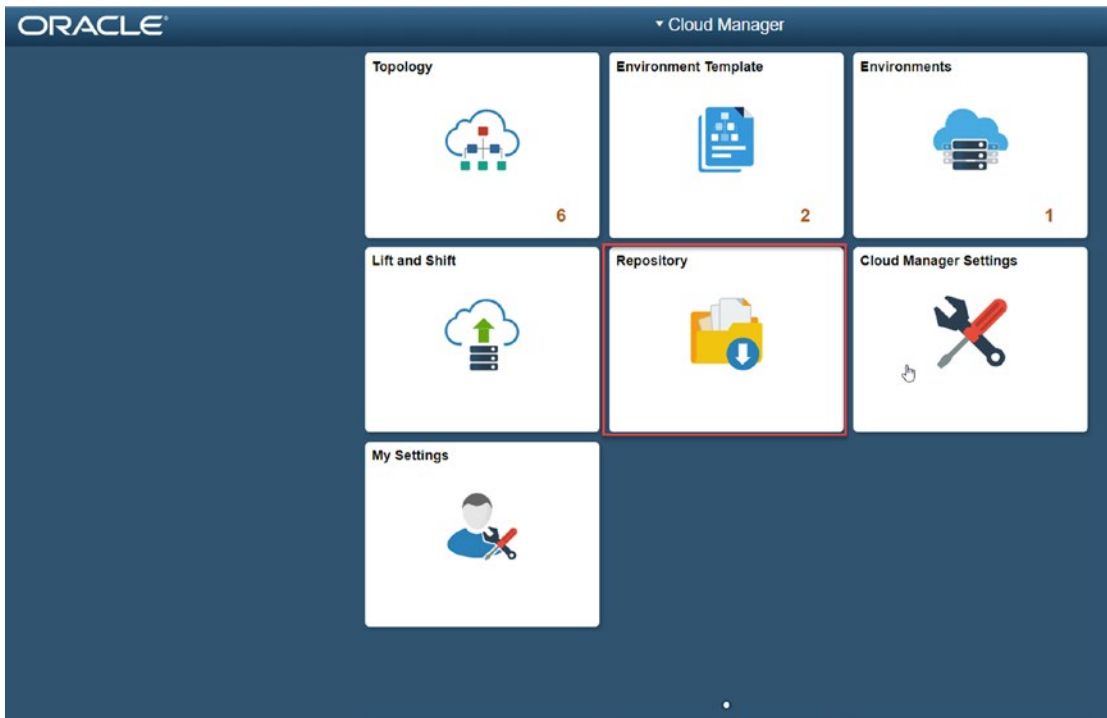 ORACLE
Cloud Manager
Topology
6
Environment Template
2
Environments
1
Lift and Shift
Repository
Cloud Manager Settings
My Settings